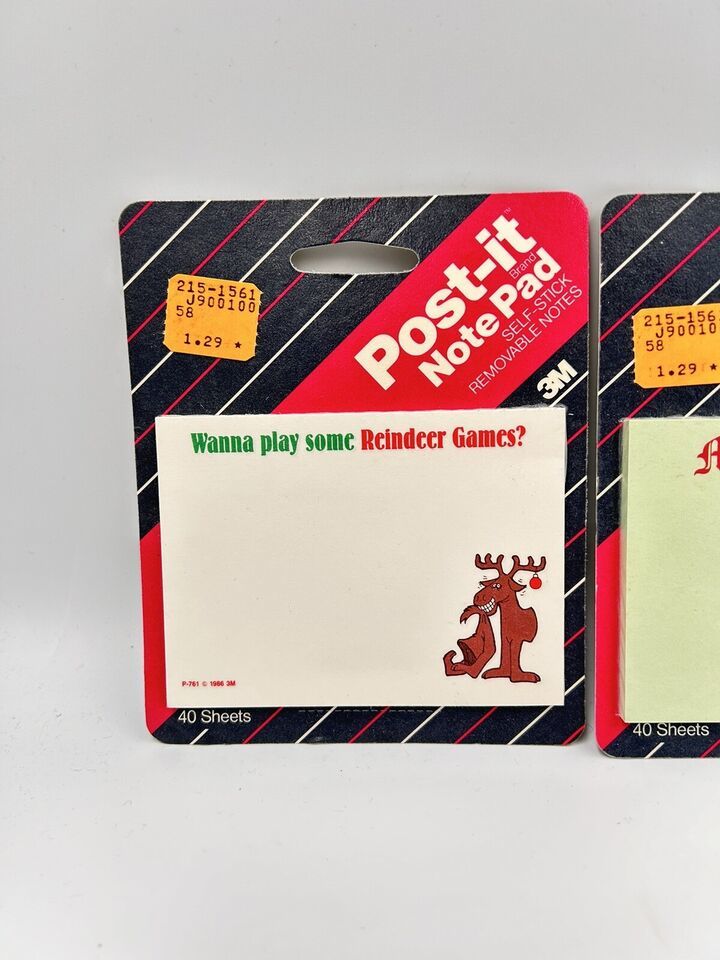 215-1561
J900100
58
1.29 *
Post-it™
Brand
Note Pad
SELF-STICK
REMOVABLE NOTES
3M
Wanna play some Reindeer Games?
P-761 © 1986 3M
40 Sheets
215-156
J90010
58
1.29 *
40 Sheets